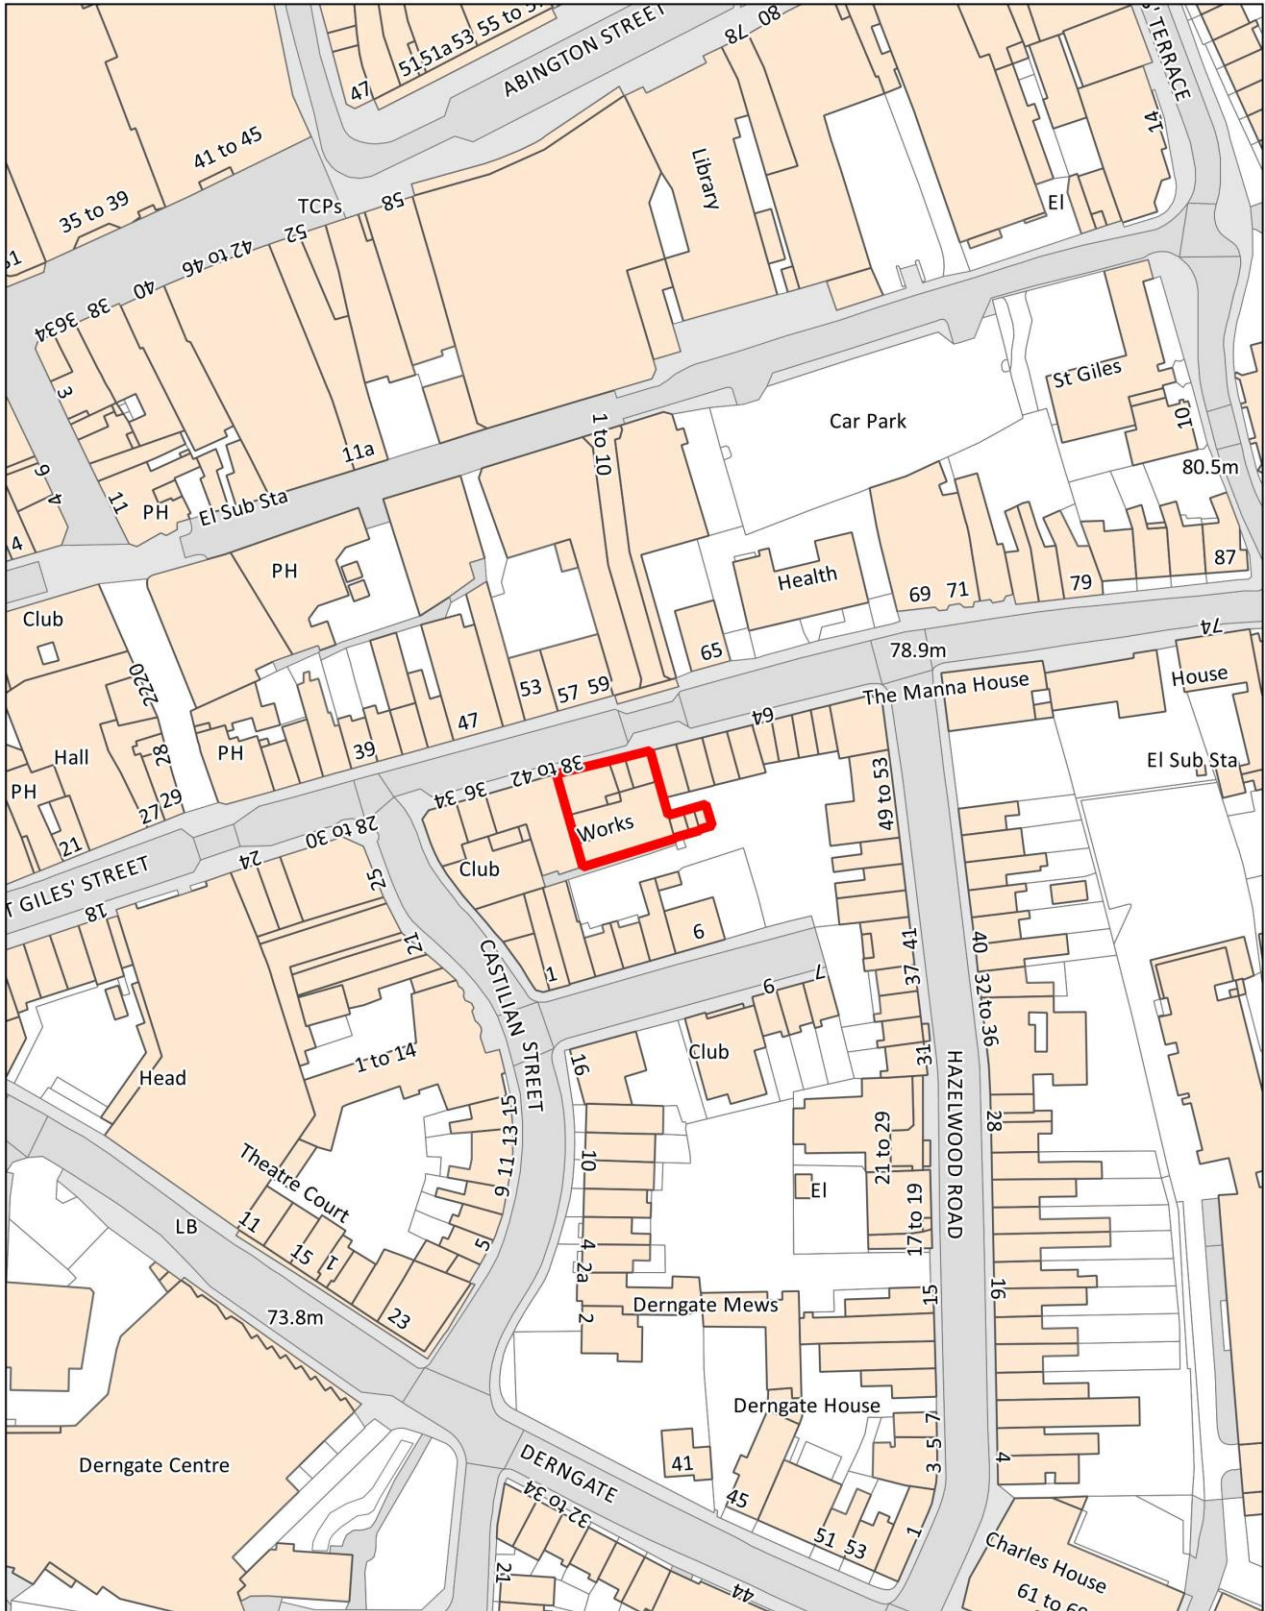 55 to 5
53
51a
51
47
ABINGTON STREET
80
78
' TERRACE
14
41 to 45
35 to 39
31
TCPs
58
52
42 to 46
40
38
3634
Library
El
3
6
4
4
11
PH
El Sub Sta
11a
1 to 10
Car Park
St Giles
10
80.5m
PH
Club
2220
Health
69
71
79
87
74
65
78.9m
53
57
59
47
39
The Manna House
House
64
Hall
28
PH
PH
27
29
21
38 to 42
36
34
El Sub Sta
49 to 53
Works
28 to 30
24
T GILES' STREET
18
Club
25
21
6
1
41
37
40
32 to 36
31
CASTILIAN STREET
9
7
Club
16
1 to 14
Head
HAZELWOOD ROAD
15
13
11
9
5
10
28
21 to 29
El
17 to 19
Theatre Court
LB
11
15
1
23
4
2a
2
73.8m
Derngate Mews
15
16
Derngate House
7
5
3
4
41
45
51
53
1
Derngate Centre
DERNGATE
32 to 34
21
44
Charles House
61 to 6